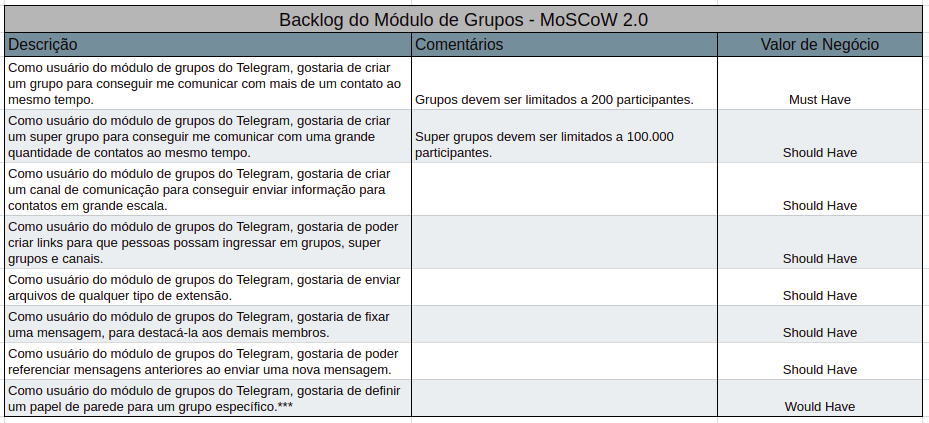 Backlog do Módulo de Grupos - MoSCoW 2.0
Descrição Comentários Valor de Negócio
Como usuário do módulo de grupos do Telegram, gostaria de criar
um grupo para conseguir me comunicar com mais de um contato ao
mesmo tempo. Grupos devem ser limitados a 200 participantes. Must Have
Como usuário do módulo de grupos do Telegram, gostaria de criar
um super grupo para conseguir me comunicar com uma grande Super grupos devem ser limitados a 100.000
quantidade de contatos ao mesmo tempo. participantes. Should Have
Como usuário do módulo de grupos do Telegram, gostaria de criar
um canal de comunicação para conseguir enviar informação para
contatos em grande escala. Should Have
Como usuário do módulo de grupos do Telegram, gostaria de poder
criar links para que pessoas possam ingressar em grupos, super
grupos e canais. Should Have
Como usuário do módulo de grupos do Telegram, gostaria de enviar
arquivos de qualquer tipo de extensão. Should Have
Como usuário do módulo de grupos do Telegram, gostaria de fixar
uma mensagem, para destacá-la aos demais membros. Should Have
Como usuário do módulo de grupos do Telegram, gostaria de poder
referenciar mensagens anteriores ao enviar uma nova mensagem. Should Have
Como usuário do módulo de grupos do Telegram, gostaria de definir
um papel de parede para um grupo específico.*** Would Have